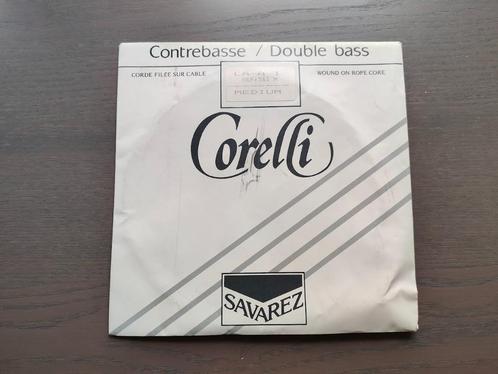 Contrebasse / Double bass
CORDE FILÉE SUR CABLE
WOUND ON ROPE CORE
MEDIUM
Corelli
SAVAREZ